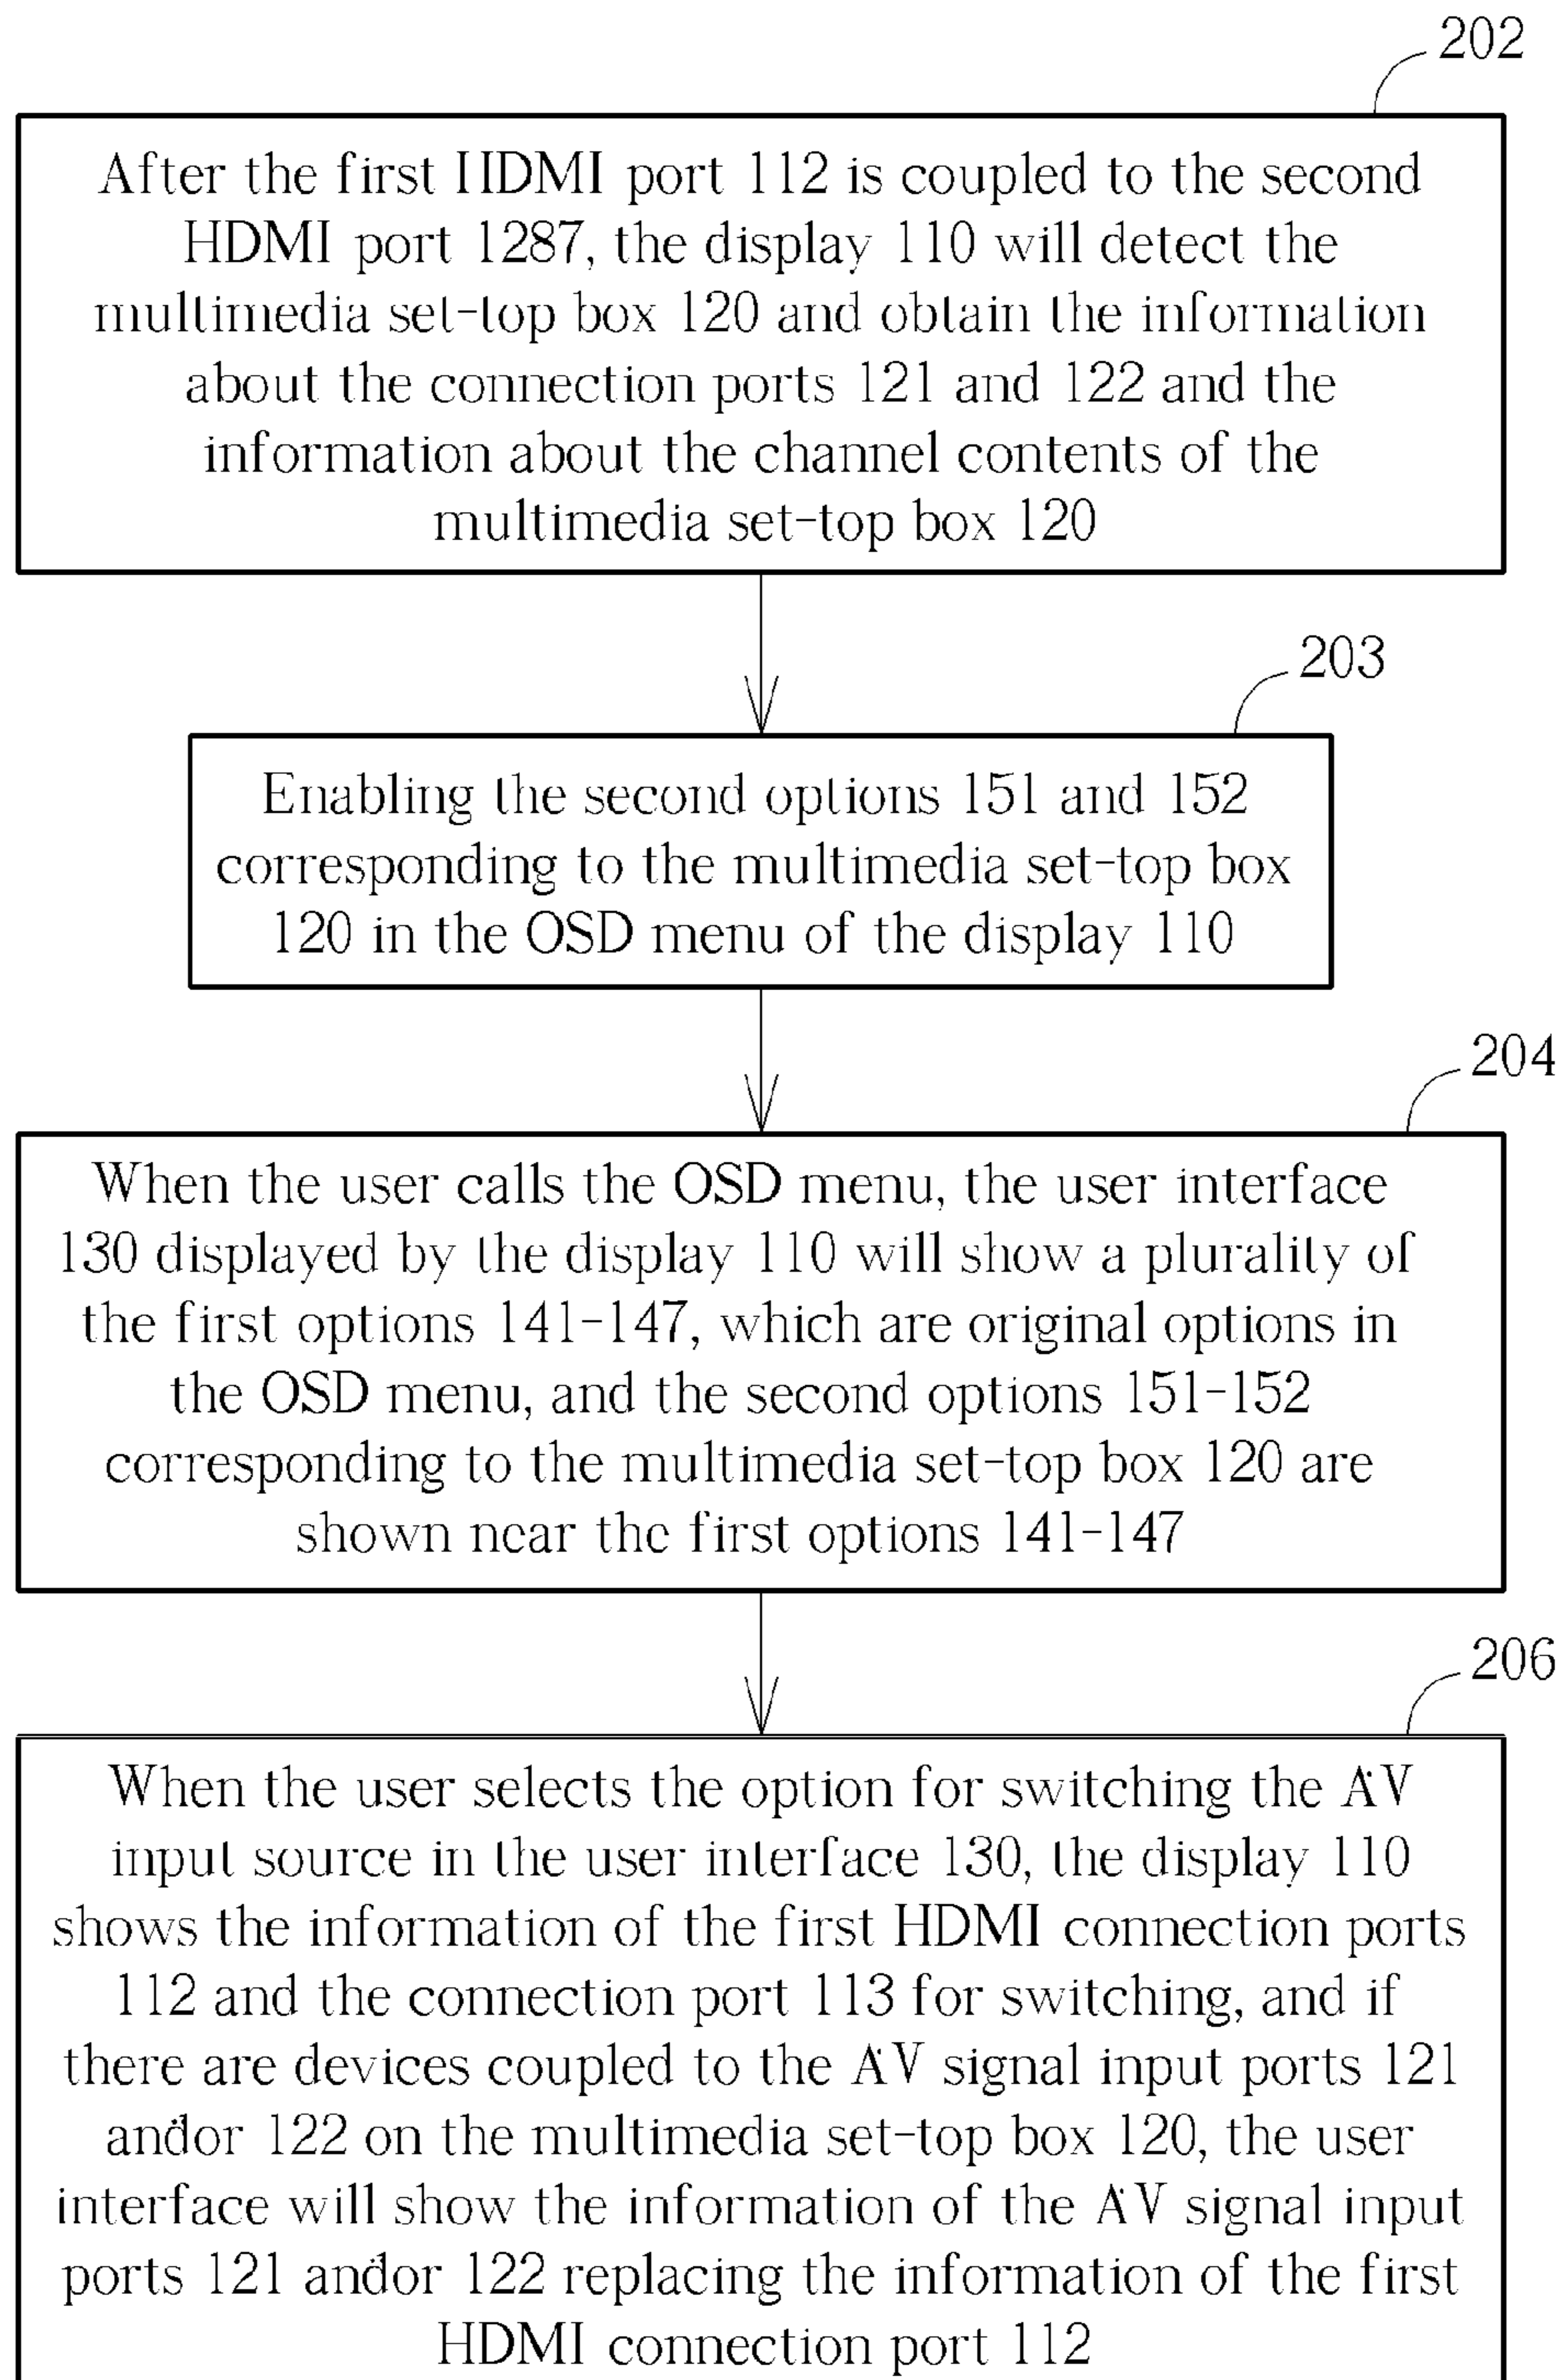 202
After the first HDMI port 112 is coupled to the second
HDMI port 1287, the display 110 will detect the
multimedia set-top box 120 and obtain the information
about the connection ports 121 and 122 and the
information about the channel contents of the
multimedia set-top box 120
203
Enabling the second options 151 and 152
corresponding to the multimedia set-top box
120 in the OSD menu of the display 110
204
When the user calls the OSD menu, the user interface
130 displayed by the display 110 will show a plurality of
the first options 141-147, which are original options in
the OSD menu, and the second options 151-152
corresponding to the multimedia set-top box 120 are
shown near the first options 141-147
206
When the user selects the option for switching the A/V
input source in the user interface 130, the display 110
shows the information of the first HDMI connection ports
112 and the connection port 113 for switching, and if
there are devices coupled to the A/V signal input ports 121
and/or 122 on the multimedia set-top box 120, the user
interface will show the information of the A/V signal input
ports 121 and/or 122 replacing the information of the first
HDMI connection port 112